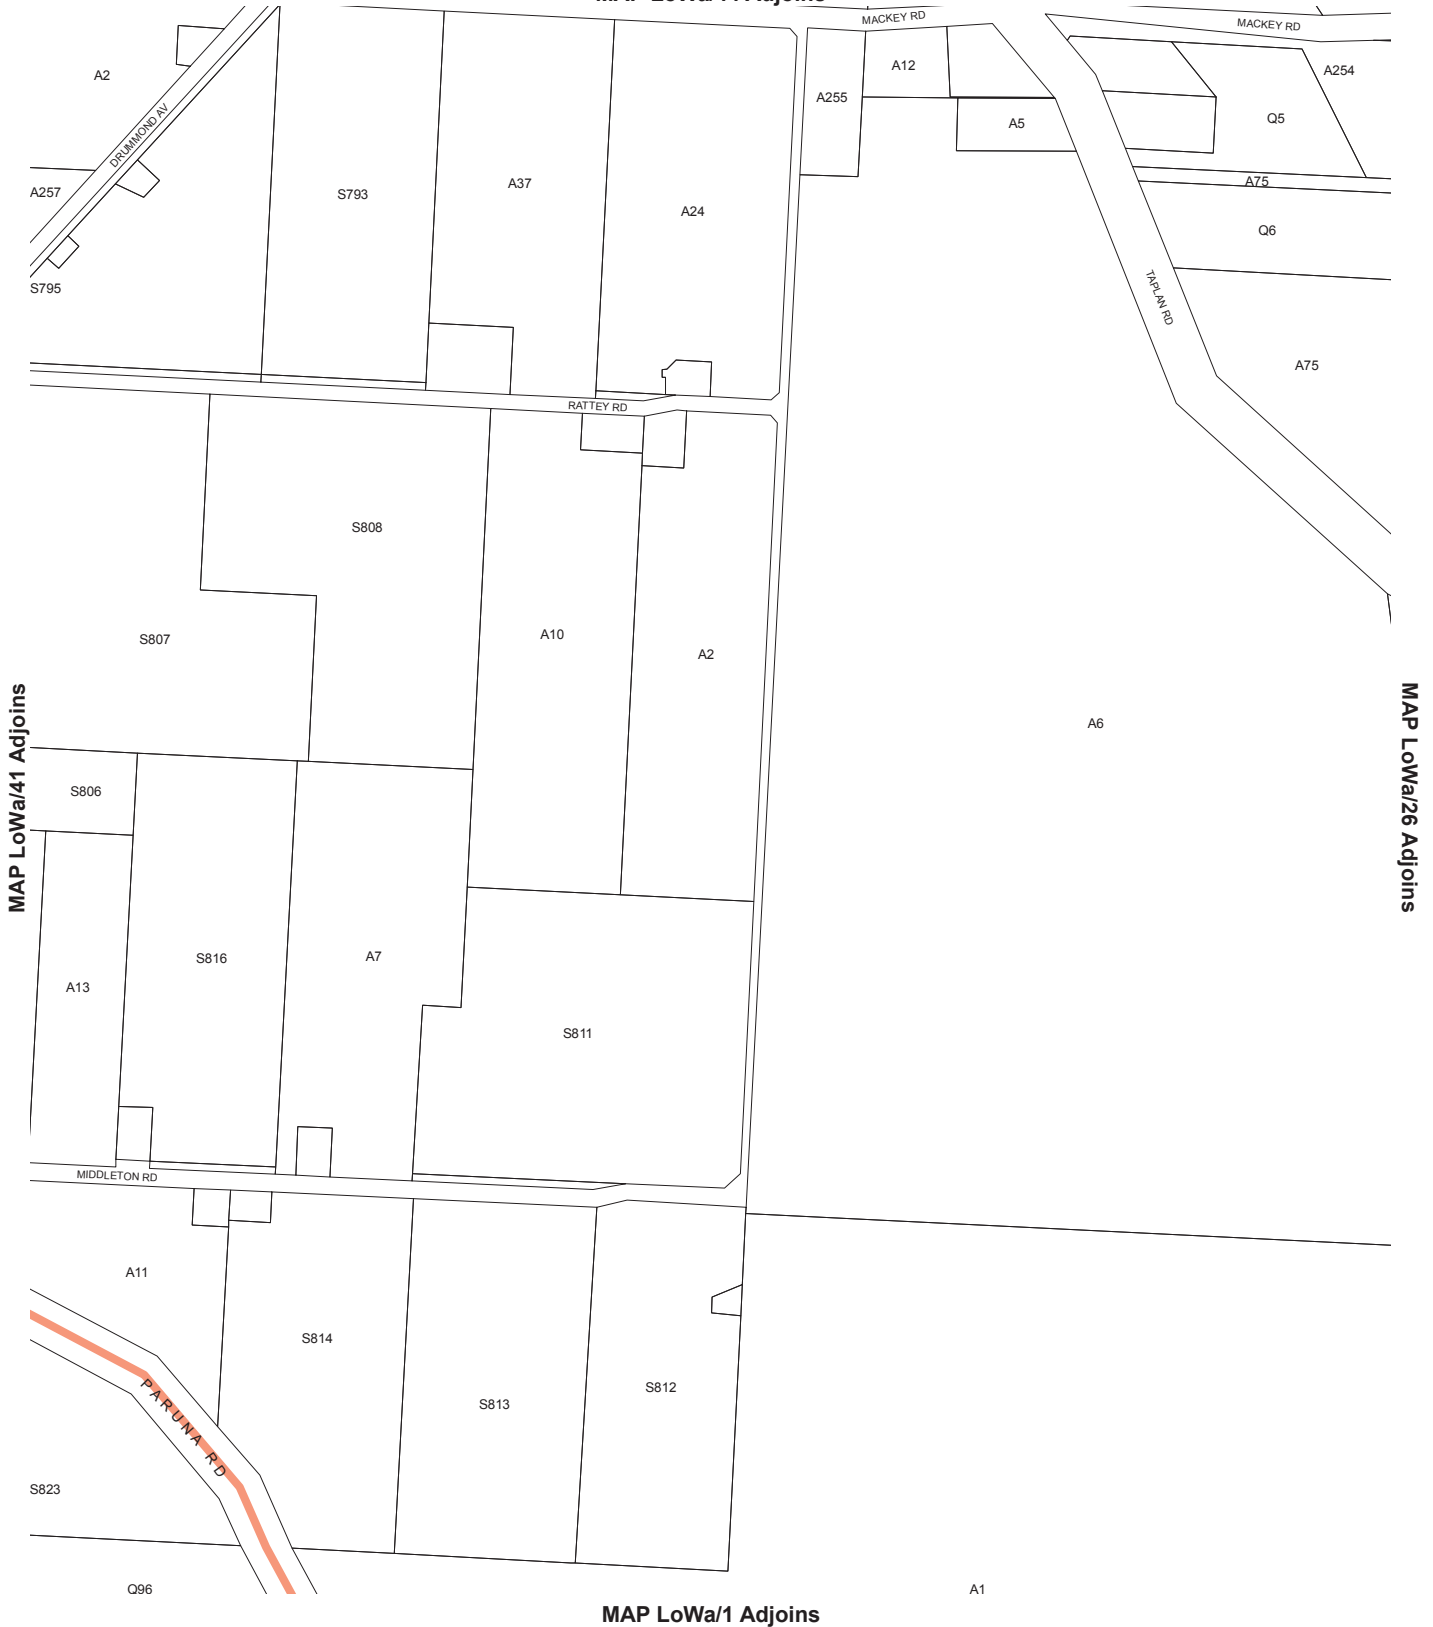 MACKEY RD
MACKEY RD
A2
A12
A254
A255
A5
Q5
DRUMMOND AV
A257
S793
A37
A24
A75
Q6
S795
TAPLAN RD
A75
RATTEY RD
S808
S807
A10
A2
A6
MAP LoWa/41 Adjoins
MAP LoWa/26 Adjoins
S806
S816
A7
A13
S811
MIDDLETON RD
A11
S814
S813
S812
PARUNA RD
S823
Q96
A1
MAP LoWa/1 Adjoins